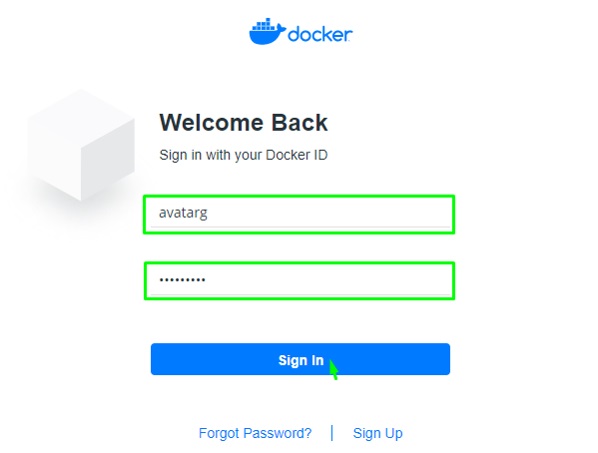 docker
Welcome Back
Sign in with your Docker ID
avatarg
•••••••••
Sign In
Forgot Password? | Sign Up